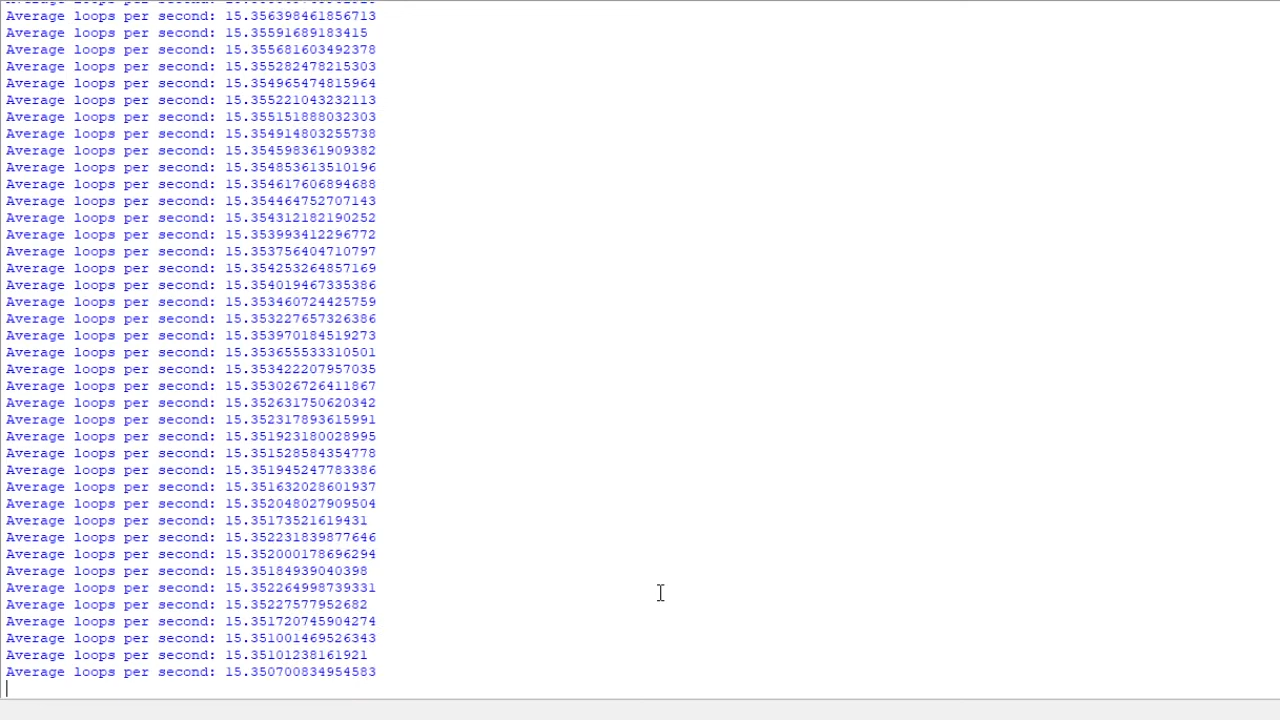 Average loops per second: 15.356398461856713
Average loops per second: 15.35591689183415
Average loops per second: 15.355681603492378
Average loops per second: 15.355282478215303
Average loops per second: 15.354965474815964
Average loops per second: 15.355221043232113
Average loops per second: 15.355151888032303
Average loops per second: 15.354914803255738
Average loops per second: 15.354598361909382
Average loops per second: 15.354853613510196
Average loops per second: 15.354617606894688
Average loops per second: 15.354464752707143
Average loops per second: 15.354312182190252
Average loops per second: 15.353993412296772
Average loops per second: 15.353756404710797
Average loops per second: 15.354253264857169
Average loops per second: 15.354019467335386
Average loops per second: 15.353460724425759
Average loops per second: 15.353227657326386
Average loops per second: 15.353970184519273
Average loops per second: 15.353655533310501
Average loops per second: 15.353422207957035
Average loops per second: 15.353026726411867
Average loops per second: 15.352631750620342
Average loops per second: 15.352317893615991
Average loops per second: 15.351923180028995
Average loops per second: 15.351528584354778
Average loops per second: 15.351945247783386
Average loops per second: 15.351632028601937
Average loops per second: 15.352048027909504
Average loops per second: 15.35173521619431
Average loops per second: 15.352231839877646
Average loops per second: 15.352000178696294
Average loops per second: 15.35184939040398
Average loops per second: 15.352264998739331
Average loops per second: 15.35227577952682
Average loops per second: 15.351720745904274
Average loops per second: 15.351001469526343
Average loops per second: 15.35101238161921
Average loops per second: 15.350700834954583